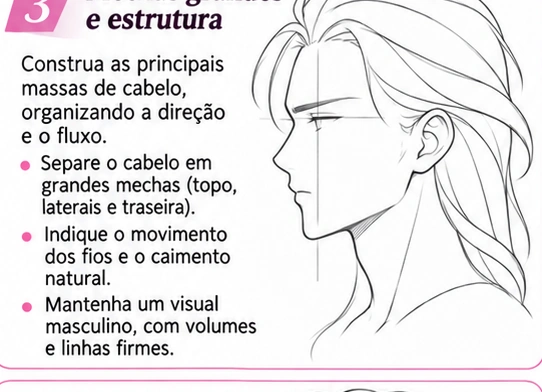 3
e estrutura
Construa as principais
massas de cabelo,
organizando a direção
e o fluxo.
• Separe o cabelo em
grandes mechas (topo,
laterais e traseira).
• Indique o movimento
dos fios e o caimento
natural.
• Mantenha um visual
masculino, com volumes
e linhas firmes.